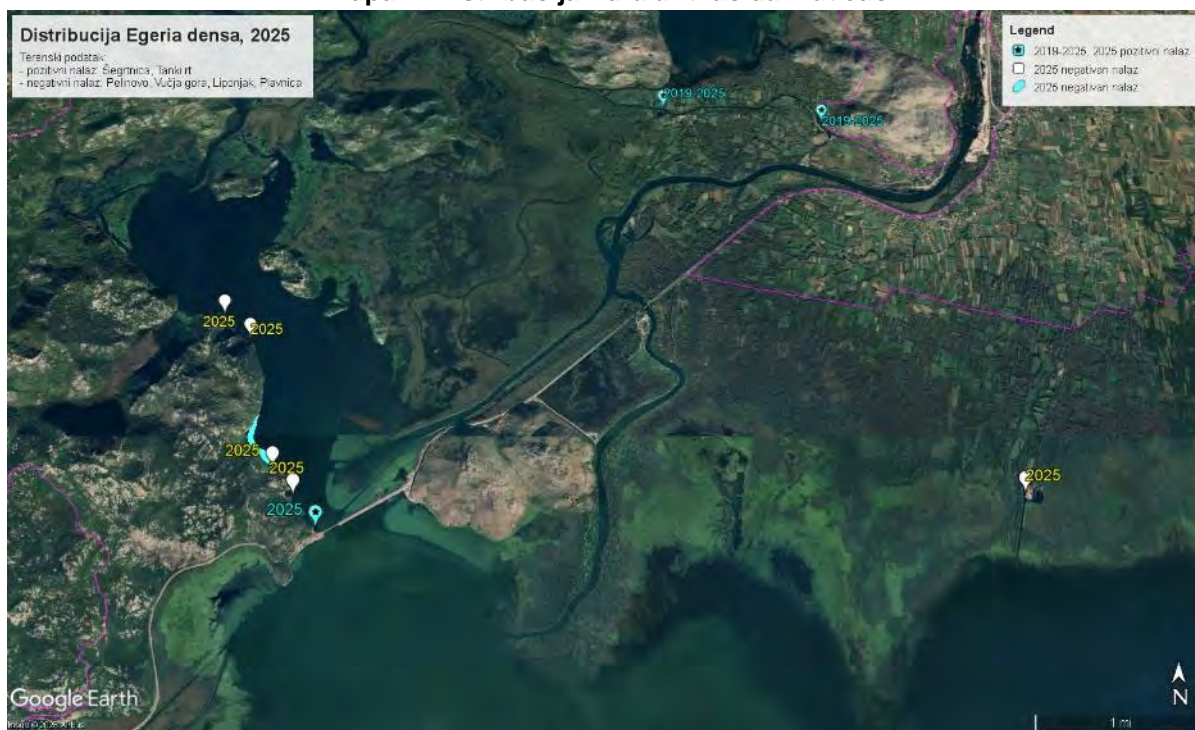 Distribucija Egeria densa, 2025
Terenski podatak:
- pozitivni nalaz: Šegrtnica, Tanki rt
- negativni nalaz: Pelinovo, Vučja gora, Liponjak, Plavnica
Legend
2019-2025, 2025 pozitivni nalaz
2025 negativan nalaz
2025 negativan nalaz
2019-2025
2019-2025
2025
2025
2025
2025
2025
2025
Google Earth
1 mi
N